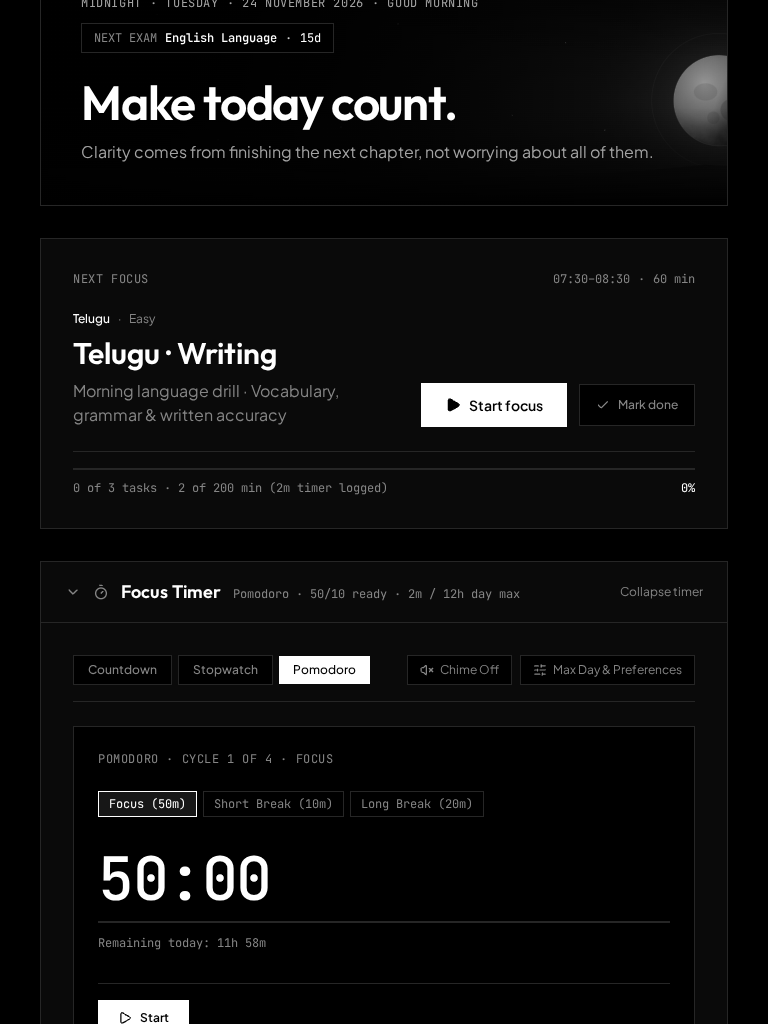 MIDNIGHT · TUESDAY · 24 NOVEMBER 2026 · GOOD MORNING
NEXT EXAM English Language · 15d
Make today count.
Clarity comes from finishing the next chapter, not worrying about all of them.
NEXT FOCUS
07:30–08:30 · 60 min
Telugu · Easy
Telugu · Writing
Morning language drill · Vocabulary,
grammar & written accuracy
Start focus
Mark done
0 of 3 tasks · 2 of 200 min (2m timer logged)
0%
Focus Timer
Pomodoro · 50/10 ready · 2m / 12h day max
Collapse timer
Countdown
Stopwatch
Pomodoro
Chime Off
Max Day & Preferences
POMODORO · CYCLE 1 OF 4 · FOCUS
Focus (50m)
Short Break (10m)
Long Break (20m)
50:00
Remaining today: 11h 58m
Start